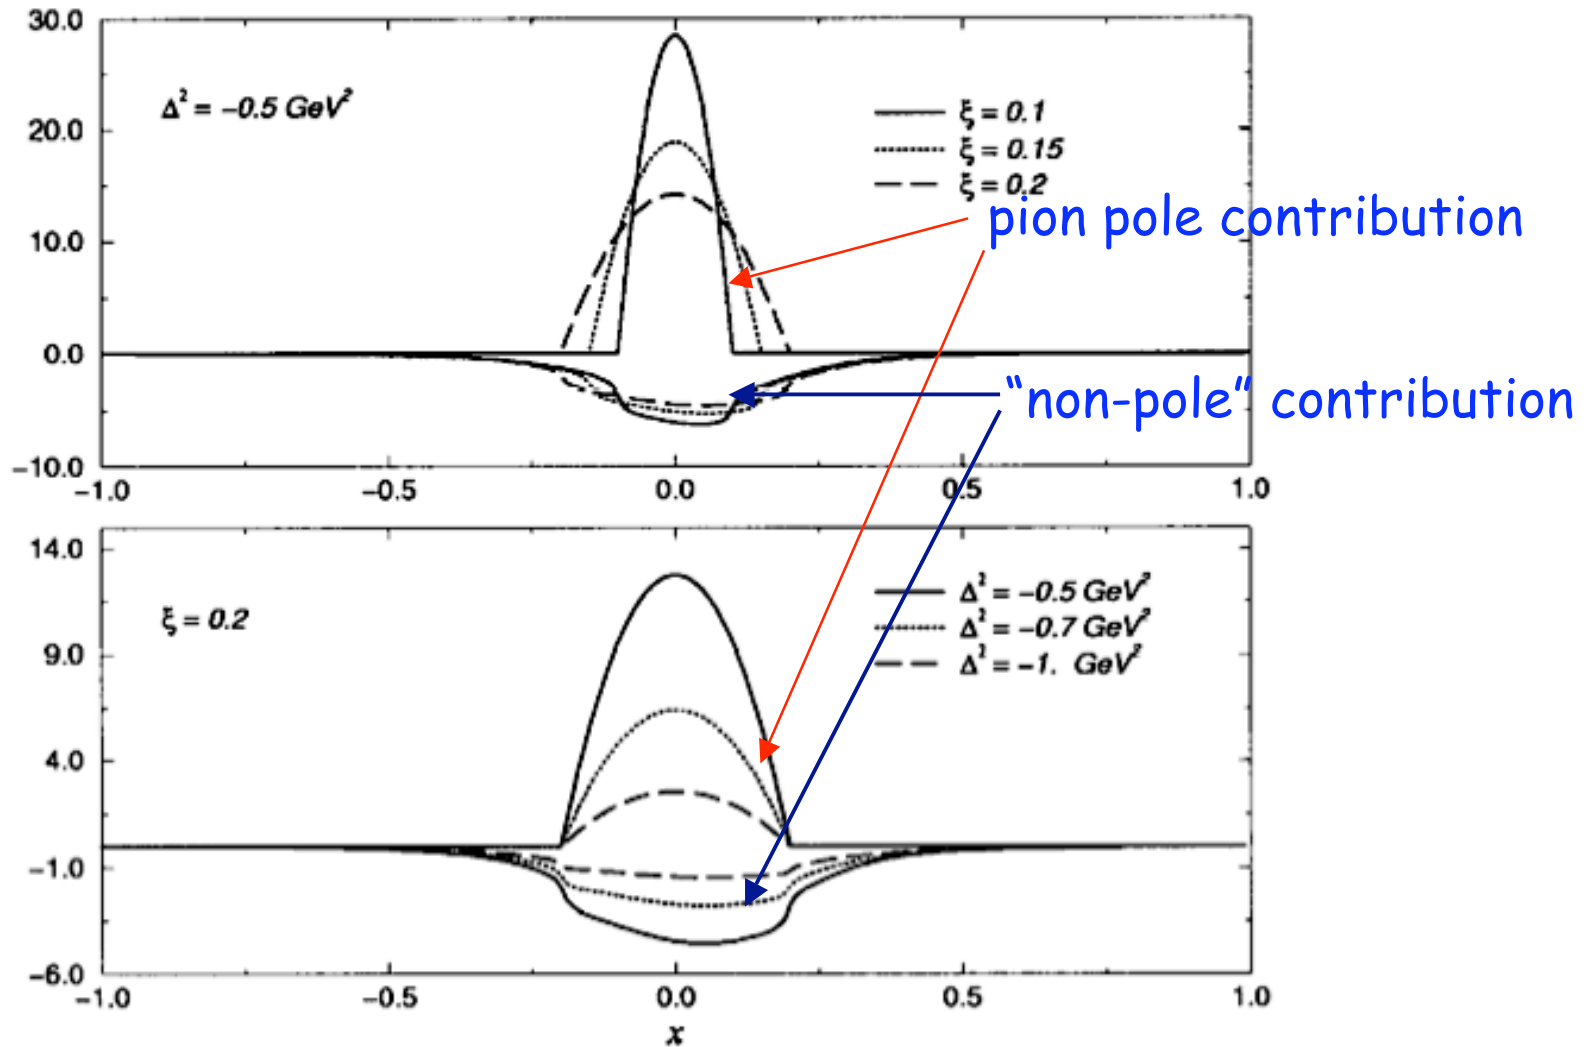 30.0
20.0
10.0
0.0
−10.0
Δ² = −0.5 GeV²
ξ = 0.1
ξ = 0.15
ξ = 0.2
pion pole contribution
“non-pole” contribution
−1.0 −0.5 0.0 0.5 1.0
14.0
9.0
4.0
−1.0
−6.0
ξ = 0.2
Δ² = −0.5 GeV²
Δ² = −0.7 GeV²
Δ² = −1. GeV²
−1.0 −0.5 0.0 0.5 1.0
x